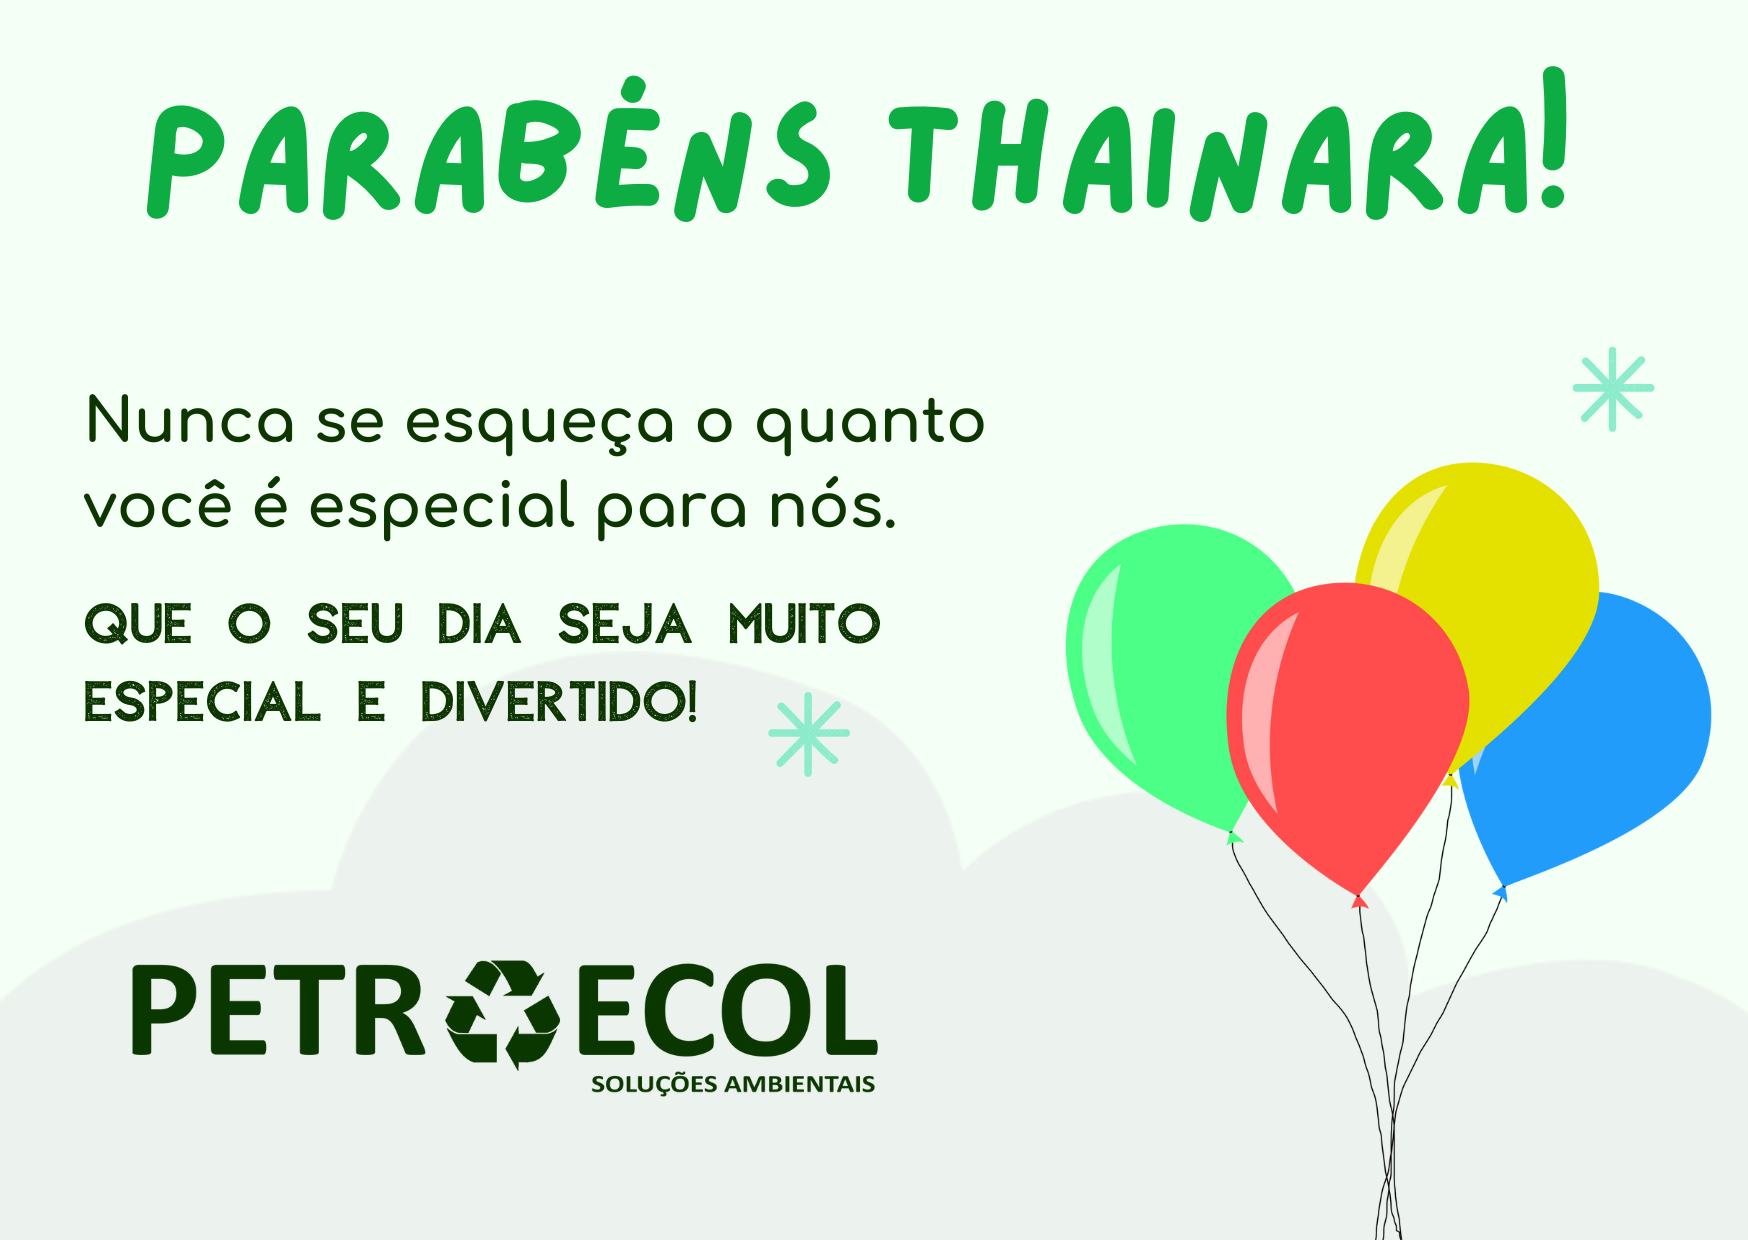 PARABÉNS THAINARA!
Nunca se esqueça o quanto
você é especial para nós.
QUE O SEU DIA SEJA MUITO
ESPECIAL E DIVERTIDO!
PETR ECOL
SOLUÇÕES AMBIENTAIS